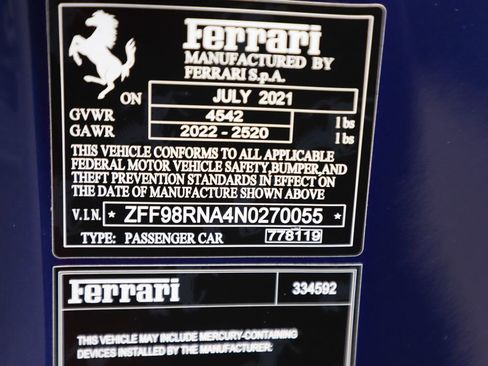 Ferrari
MANUFACTURED BY
FERRARI S.p.A.
ON JULY 2021
GVWR 4542 lbs
GAWR 2022 - 2520 lbs
THIS VEHICLE CONFORMS TO ALL APPLICABLE
FEDERAL MOTOR VEHICLE SAFETY,BUMPER,AND
THEFT PREVENTION STANDARDS IN EFFECT ON
THE DATE OF MANUFACTURE SHOWN ABOVE
V.I.N. * ZFF98RNA4N0270055 *
TYPE: PASSENGER CAR 778119
Ferrari 334592
THIS VEHICLE MAY INCLUDE MERCURY-CONTAINING
DEVICES INSTALLED BY THE MANUFACTURER: